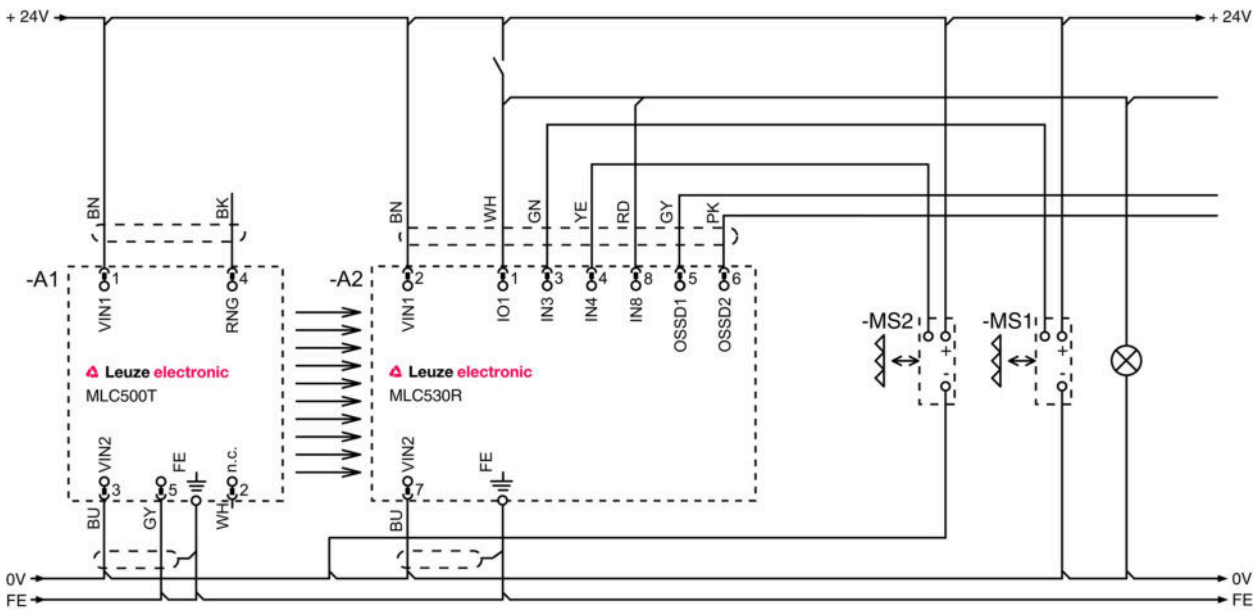 + 24V
+ 24V
BN
BK
BN
WH
GN
YE
RD
GY
PK
-A1
1
4
-A2
2
1
3
4
8
5
6
VIN1
RNG
VIN1
IO1
IN3
IN4
IN8
OSSD1
OSSD2
-MS2
-MS1
+
+
-
-
Leuze electronic
MLC500T
Leuze electronic
MLC530R
VIN2
FE
n.c.
VIN2
FE
3
5
2
7
BU
GY
WH
BU
0V
0V
FE
FE